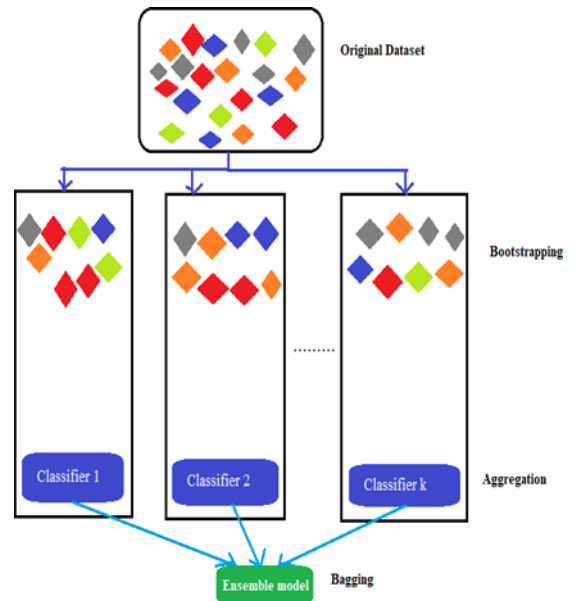 Original Dataset
Bootstrapping
..........
Classifier 1
Classifier 2
Classifier k
Aggregation
Ensemble model
Bagging